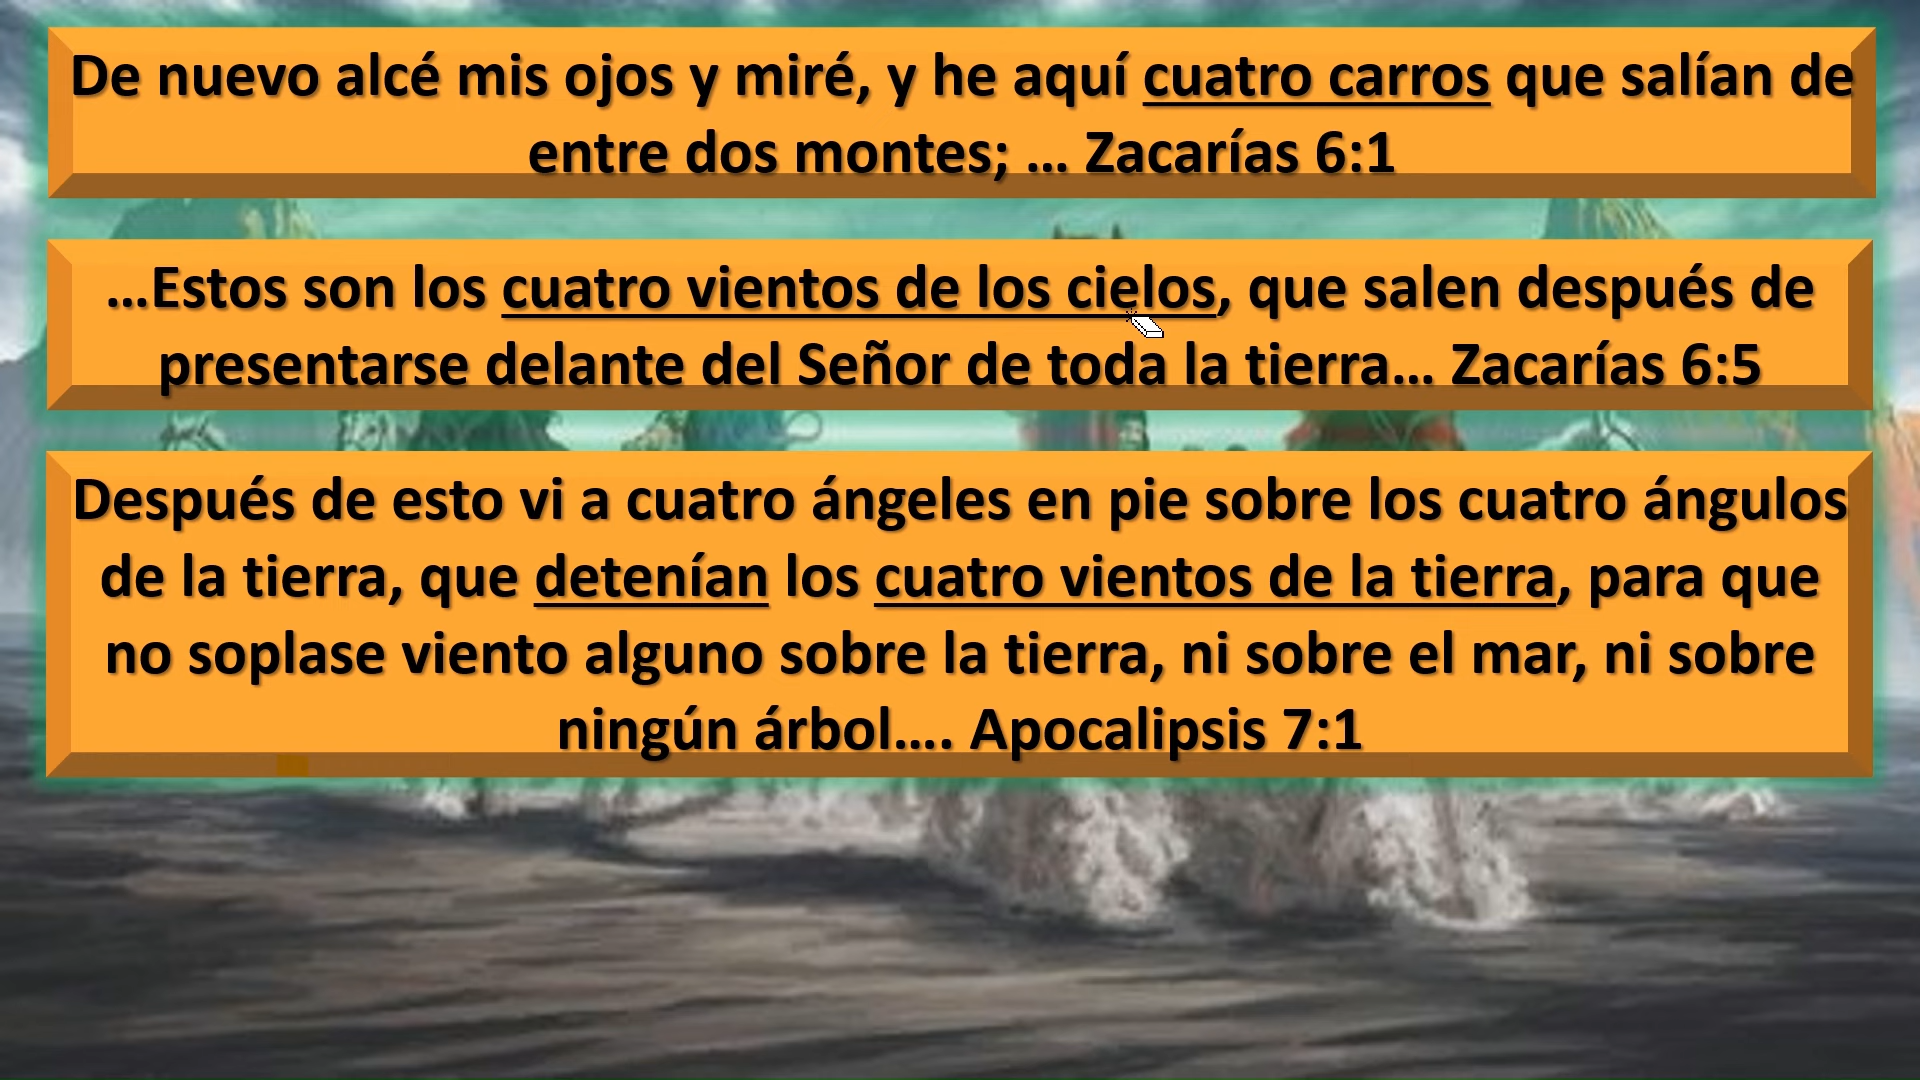 De nuevo alcé mis ojos y miré, y he aquí cuatro carros que salían de
entre dos montes; … Zacarías 6:1
…Estos son los cuatro vientos de los cielos, que salen después de
presentarse delante del Señor de toda la tierra… Zacarías 6:5
Después de esto vi a cuatro ángeles en pie sobre los cuatro ángulos
de la tierra, que detenían los cuatro vientos de la tierra, para que
no soplase viento alguno sobre la tierra, ni sobre el mar, ni sobre
ningún árbol…. Apocalipsis 7:1